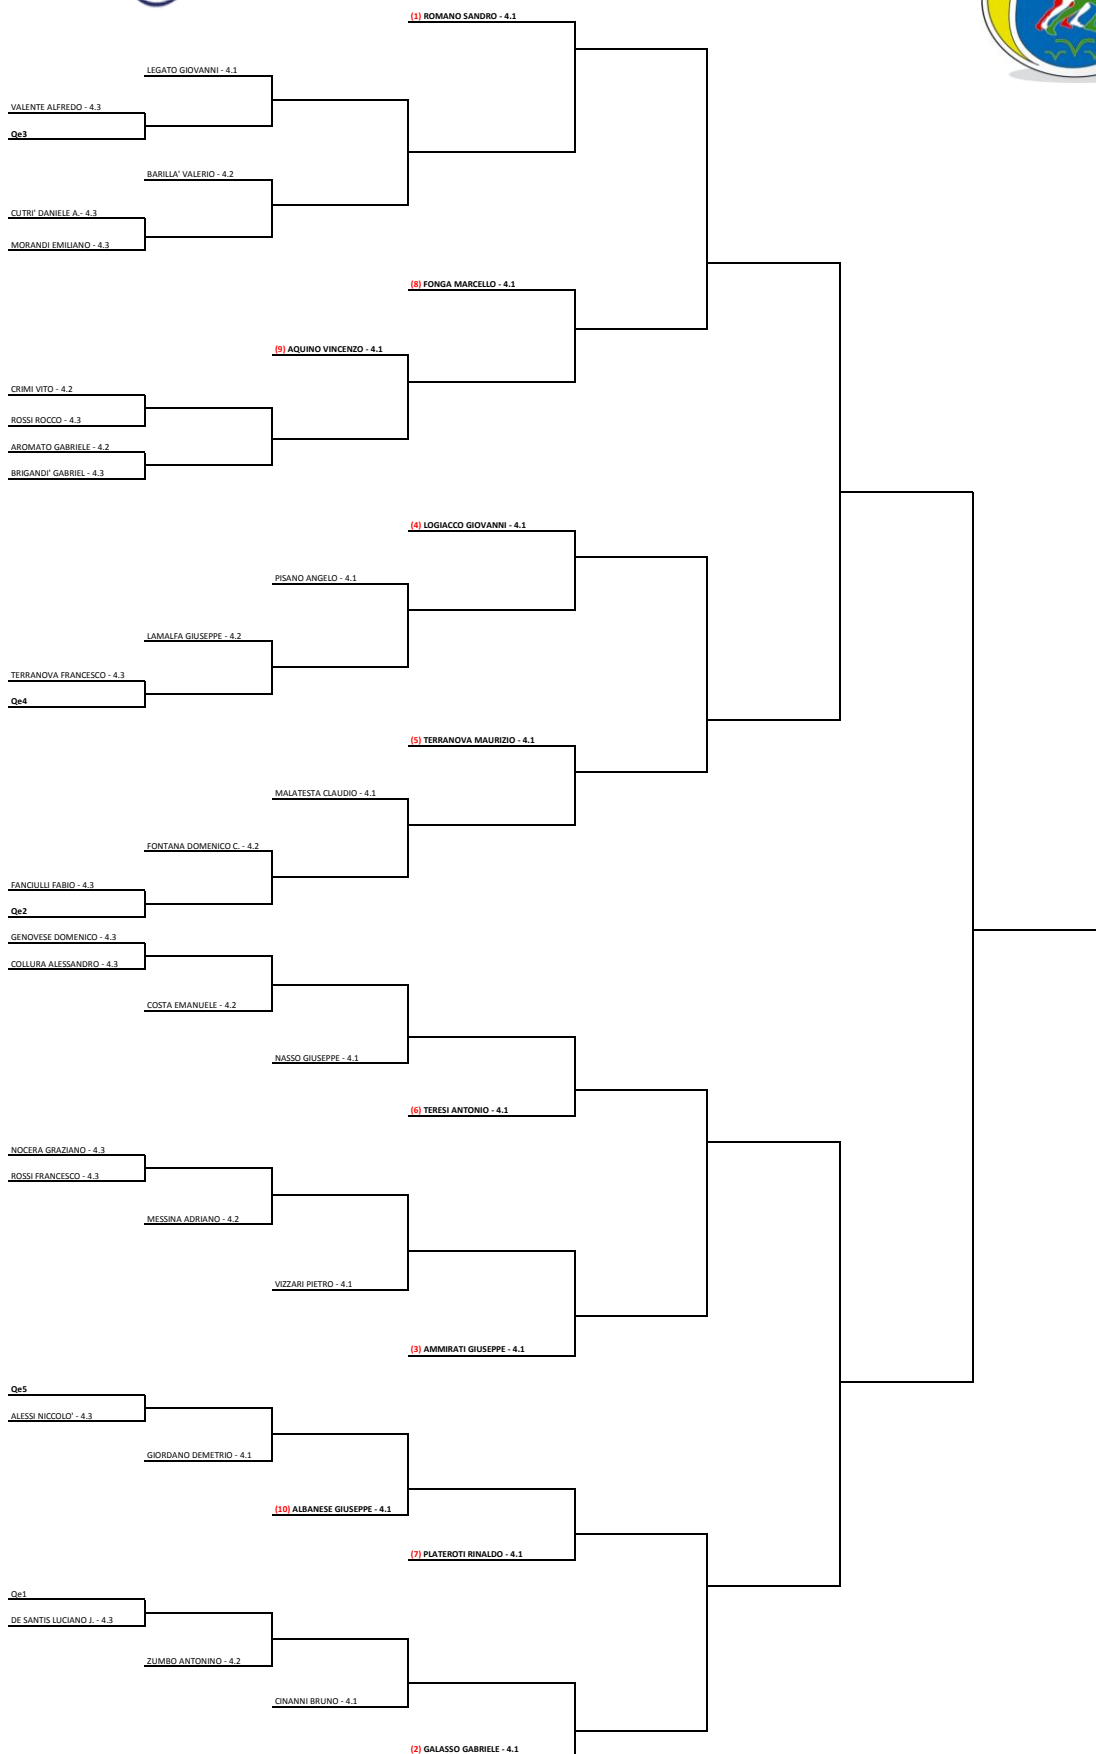 (1) ROMANO SANDRO - 4.1
LEGATO GIOVANNI - 4.1
VALENTE ALFREDO - 4.3
Qe3
BARILLA' VALERIO - 4.2
CUTRI' DANIELE A.- 4.3
MORANDI EMILIANO - 4.3
(8) FONGA MARCELLO - 4.1
(9) AQUINO VINCENZO - 4.1
CRIMI VITO - 4.2
ROSSI ROCCO - 4.3
AROMATO GABRIELE - 4.2
BRIGANDI' GABRIEL - 4.3
(4) LOGIACCO GIOVANNI - 4.1
PISANO ANGELO - 4.1
LAMALFA GIUSEPPE - 4.2
TERRANOVA FRANCESCO - 4.3
Qe4
(5) TERRANOVA MAURIZIO - 4.1
MALATESTA CLAUDIO - 4.1
FONTANA DOMENICO C. - 4.2
FANCIULLI FABIO - 4.3
Qe2
GENOVESE DOMENICO - 4.3
COLLURA ALESSANDRO - 4.3
COSTA EMANUELE - 4.2
NASSO GIUSEPPE - 4.1
(6) TERESI ANTONIO - 4.1
NOCERA GRAZIANO - 4.3
ROSSI FRANCESCO - 4.3
MESSINA ADRIANO - 4.2
VIZZARI PIETRO - 4.1
(3) AMMIRATI GIUSEPPE - 4.1
Qe5
ALESSI NICCOLO' - 4.3
GIORDANO DEMETRIO - 4.1
(10) ALBANESE GIUSEPPE - 4.1
(7) PLATEROTI RINALDO - 4.1
Qe1
DE SANTIS LUCIANO J. - 4.3
ZUMBO ANTONINO - 4.2
CINANNI BRUNO - 4.1
(2) GALASSO GABRIELE - 4.1